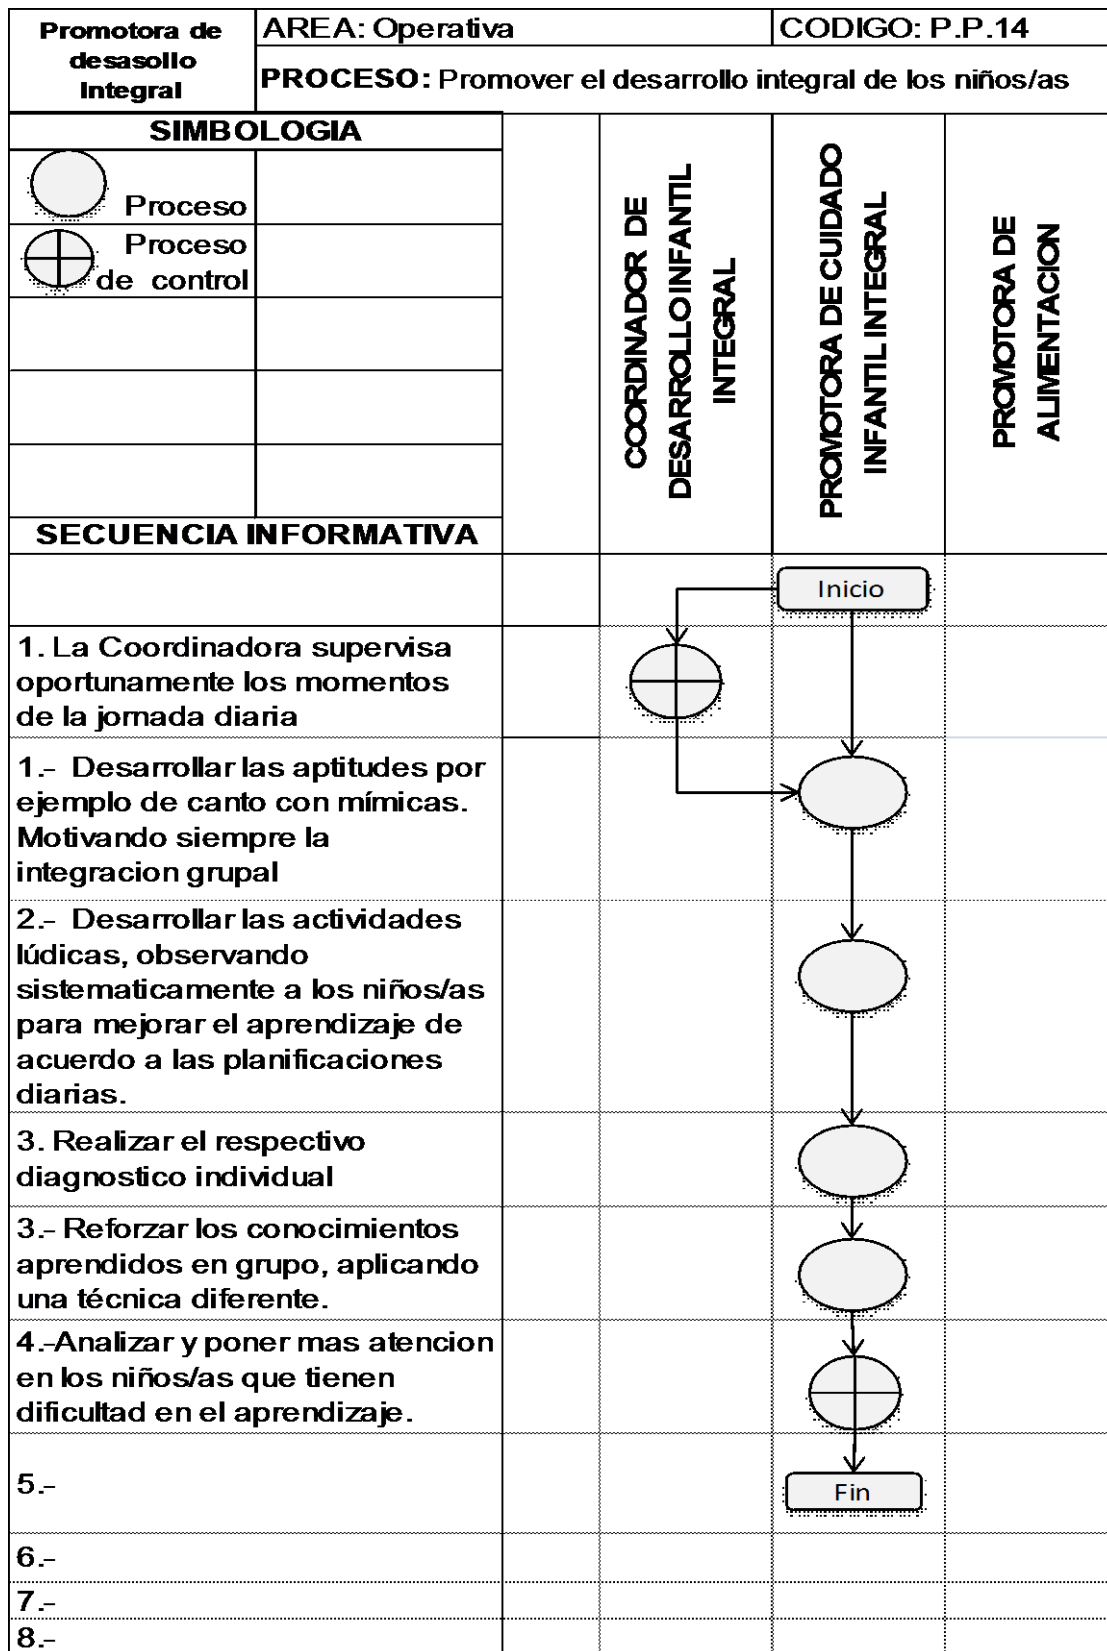 Promotora de
desasollo
Integral
AREA: Operativa
CODIGO: P.P.14
PROCESO: Promover el desarrollo integral de los niños/as
SIMBOLOGIA
Proceso
Proceso
de control
COORDINADOR DE
DESARROLLO INFANTIL
INTEGRAL
PROMOTORA DE CUIDADO
INFANTIL INTEGRAL
PROMOTORA DE
ALIMENTACION
SECUENCIA INFORMATIVA
Inicio
1. La Coordinadora supervisa
oportunamente los momentos
de la jornada diaria
1.- Desarrollar las aptitudes por
ejemplo de canto con mímicas.
Motivando siempre la
integracion grupal
2.- Desarrollar las actividades
lúdicas, observando
sistematicamente a los niños/as
para mejorar el aprendizaje de
acuerdo a las planificaciones
diarias.
3. Realizar el respectivo
diagnostico individual
3.- Reforzar los conocimientos
aprendidos en grupo, aplicando
una técnica diferente.
4.-Analizar y poner mas atencion
en los niños/as que tienen
dificultad en el aprendizaje.
5.-
Fin
6.-
7.-
8.-